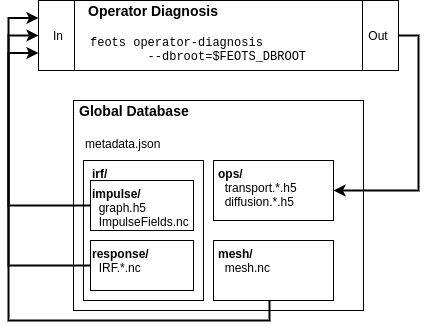 Operator Diagnosis
In
feots operator-diagnosis
--dbroot=$FEOTS_DBROOT
Out
Global Database
metadata.json
irf/
impulse/
graph.h5
ImpulseFields.nc
response/
IRF.*.nc
ops/
transport.*.h5
diffusion.*.h5
mesh/
mesh.nc